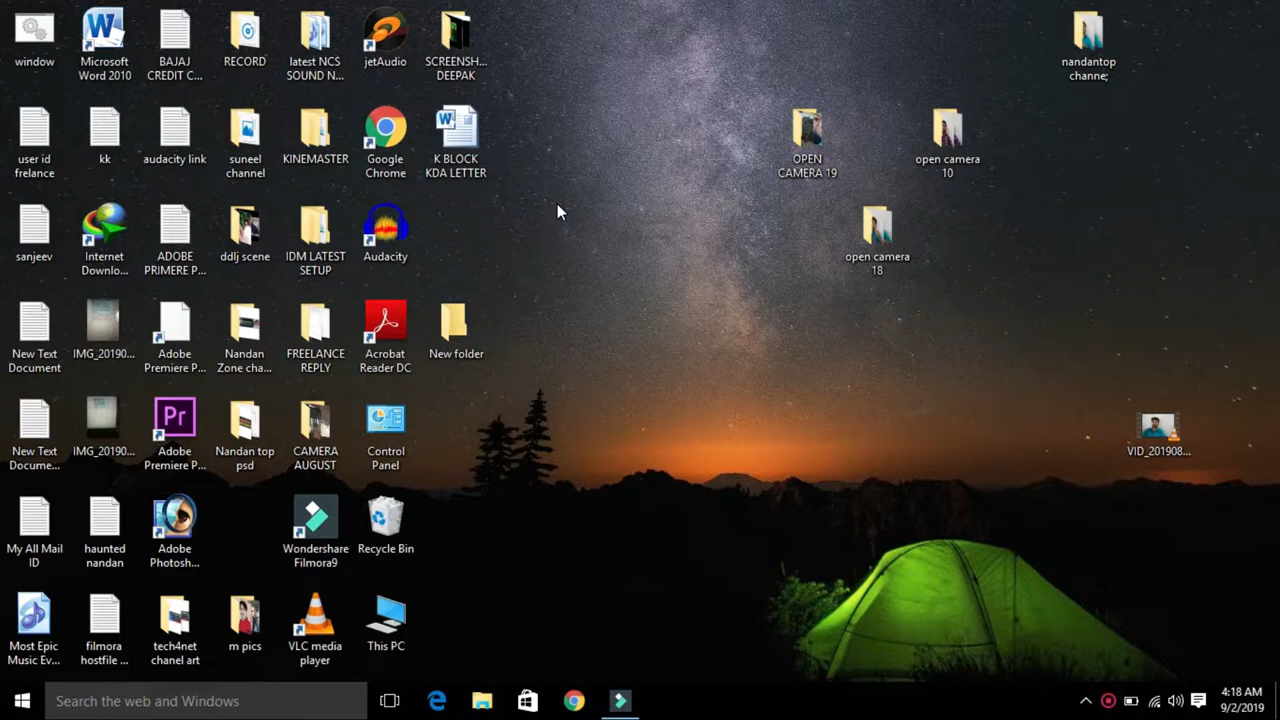 window
Microsoft
Word 2010
BAJAJ
CREDIT C...
RECORD
latest NCS
SOUND N...
jetAudio
SCREENSH...
DEEPAK
nandantop
channe;
user id
frelance
kk
audacity link
suneel
channel
KINEMASTER
Google
Chrome
K BLOCK
KDA LETTER
OPEN
CAMERA 19
open camera
10
sanjeev
Internet
Downlo...
ADOBE
PRIMERE P...
ddlj scene
IDM LATEST
SETUP
Audacity
open camera
18
New Text
Document
IMG_20190...
Adobe
Premiere P...
Nandan
Zone cha...
FREELANCE
REPLY
Acrobat
Reader DC
New folder
New Text
Docume...
IMG_20190...
Pr
Adobe
Premiere P...
Nandan top
psd
CAMERA
AUGUST
Control
Panel
VID_201908...
My All Mail
ID
haunted
nandan
Adobe
Photosh...
Wondershare
Filmora9
Recycle Bin
Most Epic
Music Ev...
filmora
hostfile ...
tech4net
chanel art
m pics
VLC media
player
This PC
Search the web and Windows
4:18 AM
9/2/2019